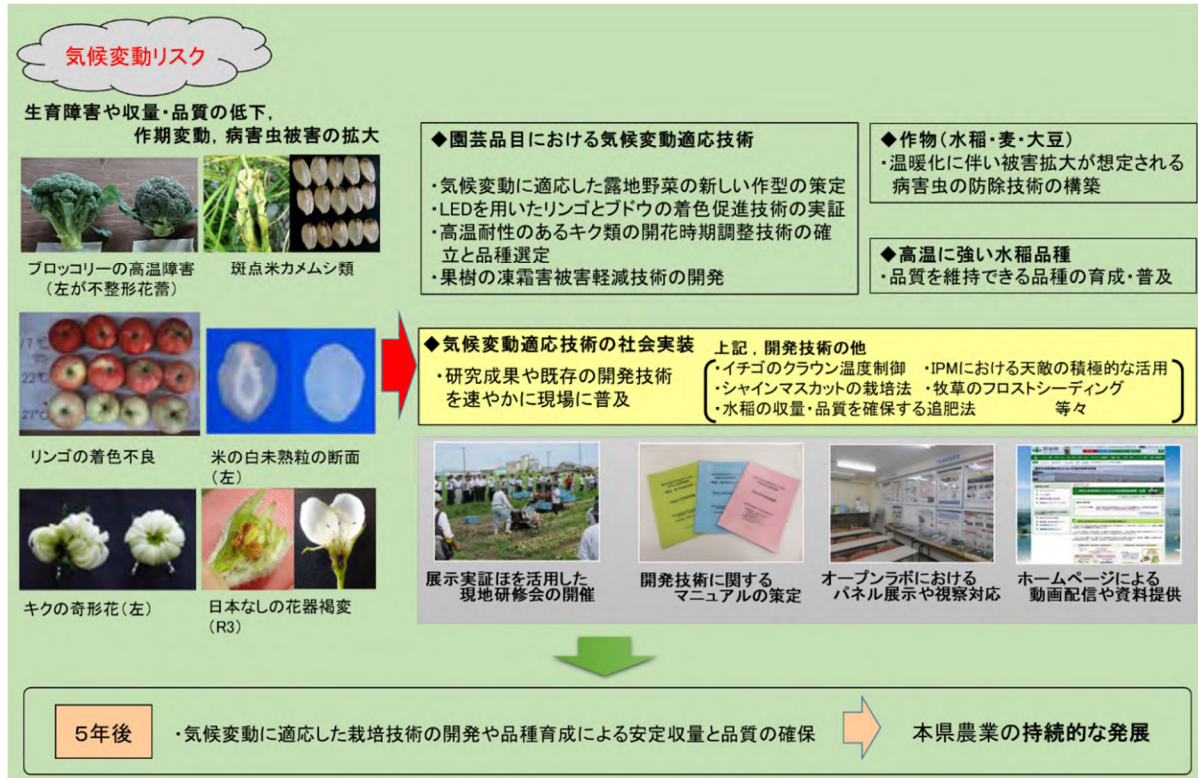 気候変動リスク
生育障害や収量・品質の低下,
作期変動, 病害虫被害の拡大
ブロッコリーの高温障害
(左が不整形花蕾)
斑点米カメムシ類
17℃
22℃
27℃
リンゴの着色不良
米の白未熟粒の断面
(左)
キクの奇形花(左)
日本なしの花器褐変
(R3)
◆園芸品目における気候変動適応技術
・気候変動に適応した露地野菜の新しい作型の策定
・LEDを用いたリンゴとブドウの着色促進技術の実証
・高温耐性のあるキク類の開花時期調整技術の確
立と品種選定
・果樹の凍霜害被害軽減技術の開発
◆作物(水稲・麦・大豆)
・温暖化に伴い被害拡大が想定される
病害虫の防除技術の構築
◆高温に強い水稲品種
・品質を維持できる品種の育成・普及
◆気候変動適応技術の社会実装
・研究成果や既存の開発技術
を速やかに現場に普及
上記, 開発技術の他
・イチゴのクラウン温度制御 ・IPMにおける天敵の積極的な活用
・シャインマスカットの栽培法 ・牧草のフロストシーディング
・水稲の収量・品質を確保する追肥法 等々
展示実証ほを活用した
現地研修会の開催
開発技術に関する
マニュアルの策定
オープンラボにおける
パネル展示や視察対応
ホームページによる
動画配信や資料提供
5年後
・気候変動に適応した栽培技術の開発や品種育成による安定収量と品質の確保
本県農業の持続的な発展